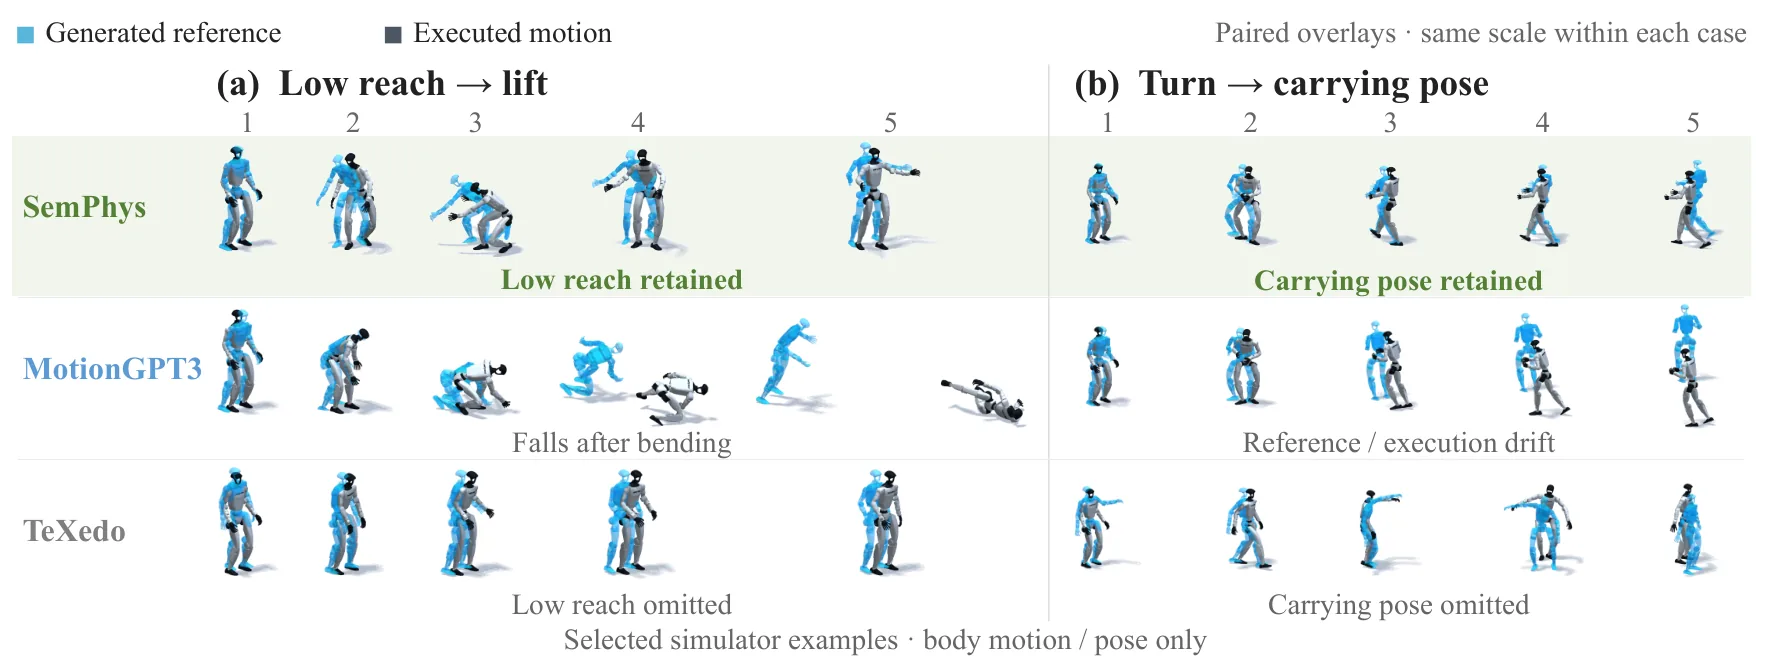 Generated reference
Executed motion
Paired overlays · same scale within each case
(a) Low reach → lift
(b) Turn → carrying pose
1 2 3 4 5
1 2 3 4 5
SemPhys
Low reach retained
Carrying pose retained
MotionGPT3
Falls after bending
Reference / execution drift
TeXedo
Low reach omitted
Carrying pose omitted
Selected simulator examples · body motion / pose only